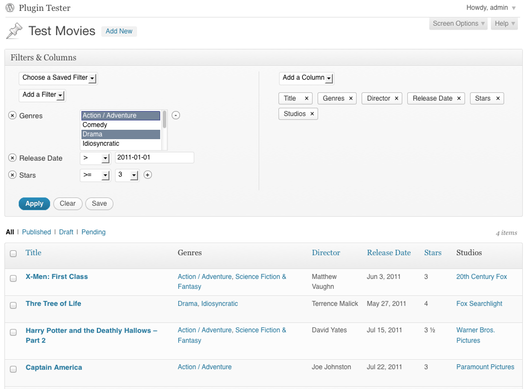 Plugin Tester
Howdy, admin
Screen Options
Help
Test Movies
Add New
Filters & Columns
Choose a Saved Filter
Add a Filter
Genres
Action / Adventure
Comedy
Drama
Idiosyncratic
Release Date > 2011-01-01
Stars >= 3
Apply Clear Save
Add a Column
Title × Genres × Director × Release Date × Stars ×
Studios ×
All | Published | Draft | Pending
4 items
Title Genres Director Release Date Stars Studios
X-Men: First Class Action / Adventure, Science Fiction & Matthew Jun 3, 2011 3 20th Century Fox
Fantasy Vaughn
Thre Tree of Life Drama, Idiosyncratic Terrence Malick May 27, 2011 4 Fox Searchlight
Harry Potter and the Deathly Hallows – Action / Adventure, Science Fiction & David Yates Jul 15, 2011 3 ½ Warner Bros.
Part 2 Fantasy Pictures
Captain America Action / Adventure Joe Johnston Jul 22, 2011 3 Paramount Pictures